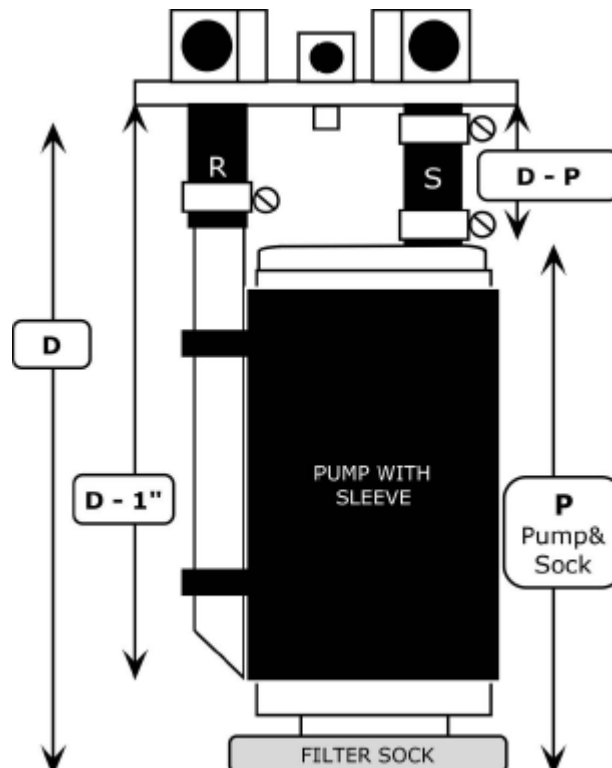 R
S
D - P
D
D - 1"
PUMP WITH
SLEEVE
P
Pump&
Sock
FILTER SOCK